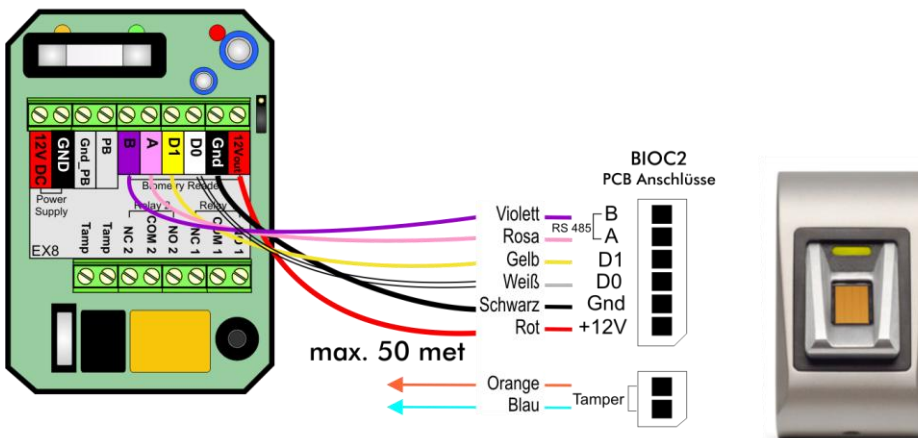 12V DC
GND
Gnd_PB
PB
B
A
D1
D0
Gnd
12Vout
Power
Supply
Biometry Reader
Relay 2
Relay
Tamp
Tamp
NC 2
COM 2
NO 2
NC 1
COM 1
NO 1
EX8
BIOC2
PCB Anschlüsse
Violett
RS 485
B
Rosa
A
Gelb
D1
Weiß
D0
Schwarz
Gnd
Rot
+12V
max. 50 met
Orange
Blau
Tamper